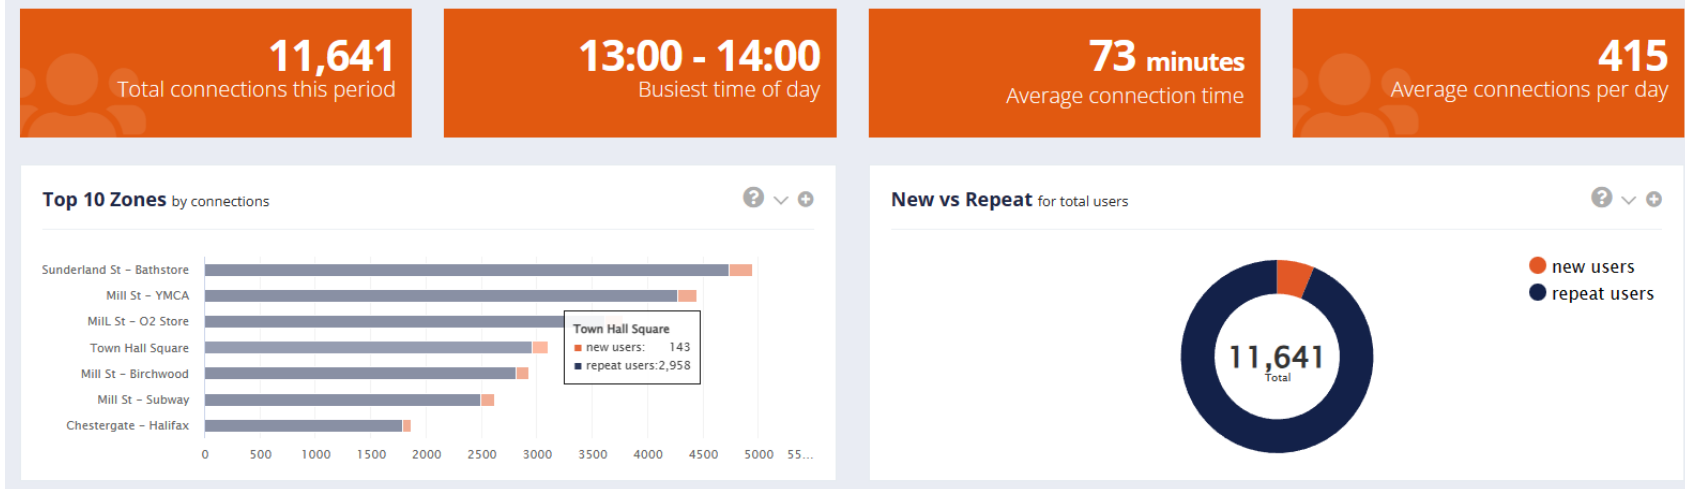 11,641
Total connections this period
13:00 - 14:00
Busiest time of day
73 minutes
Average connection time
415
Average connections per day
Top 10 Zones by connections
Sunderland St - Bathstore
Mill St - YMCA
MilL St - O2 Store
Town Hall Square
Mill St - Birchwood
Mill St - Subway
Chestergate - Halifax
Town Hall Square
new users: 143
repeat users:2,958
0 500 1000 1500 2000 2500 3000 3500 4000 4500 5000 55...
New vs Repeat for total users
new users
repeat users
11,641
Total